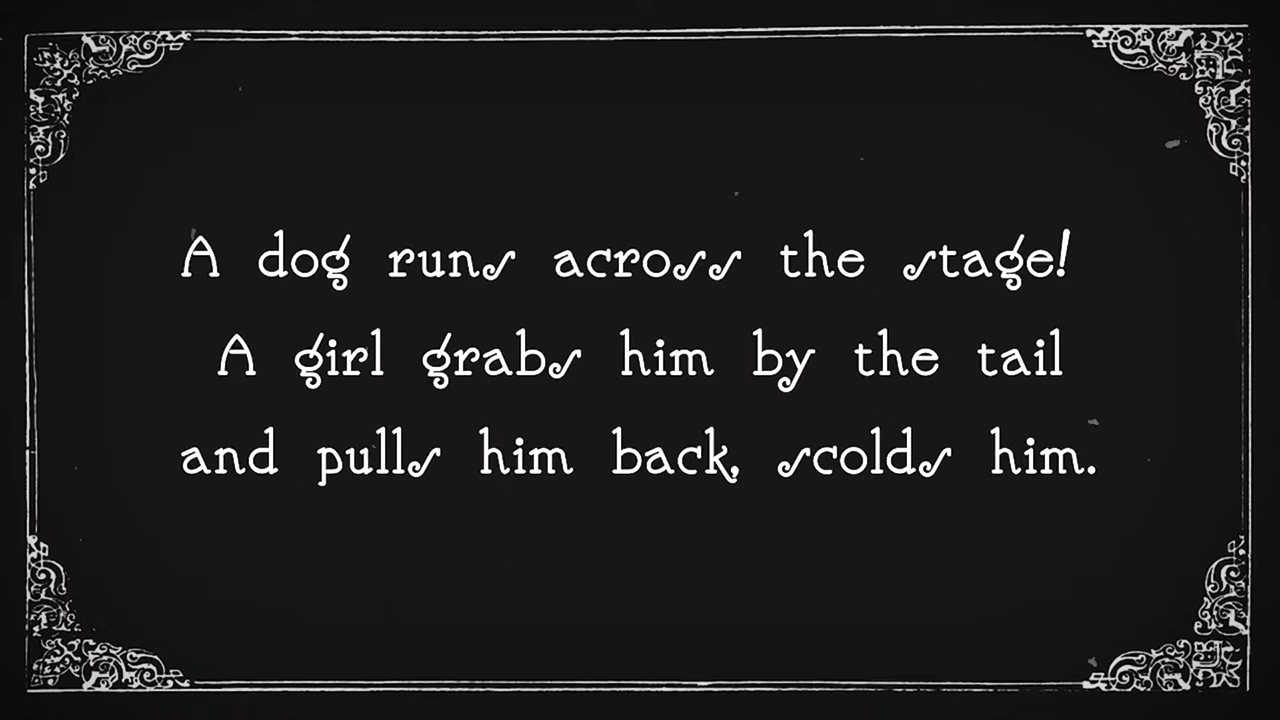 A dog runs across the stage!
A girl grabs him by the tail
and pulls him back, scolds him.